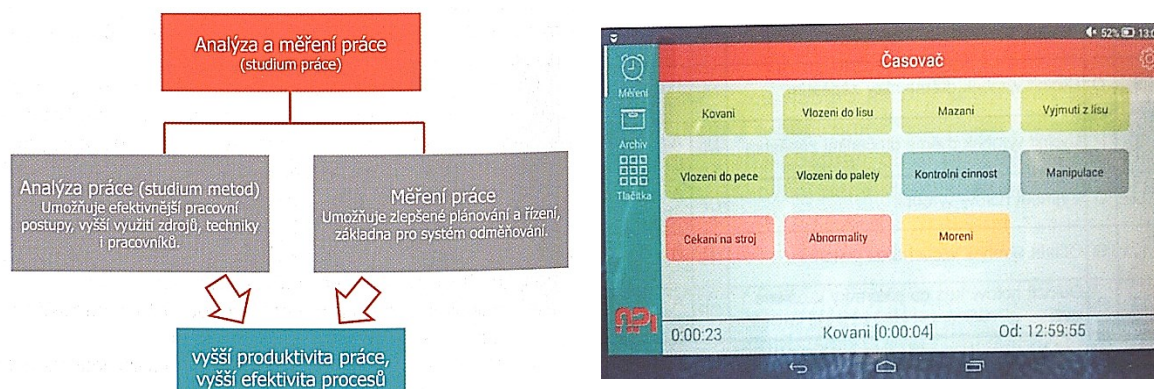 Analýza a měření práce
(studium práce)
Analýza práce (studium metod)
Umožňuje efektivnější pracovní
postupy, vyšší využití zdrojů, techniky
i pracovníků.
Měření práce
Umožňuje zlepšené plánování a řízení,
základna pro systém odměňování.
vyšší produktivita práce,
vyšší efektivita procesů
52%
Časovač
Měření
Archiv
Tlačítka
Kovani
Vlozeni do lisu
Mazani
Vyjmuti z lisu
Vlozeni do pece
Vlozeni do palety
Kontrolni cinnost
Manipulace
Cekani na stroj
Abnormality
Moreni
API
0:00:23
Kovani [0:00:04]
Od: 12:59:55